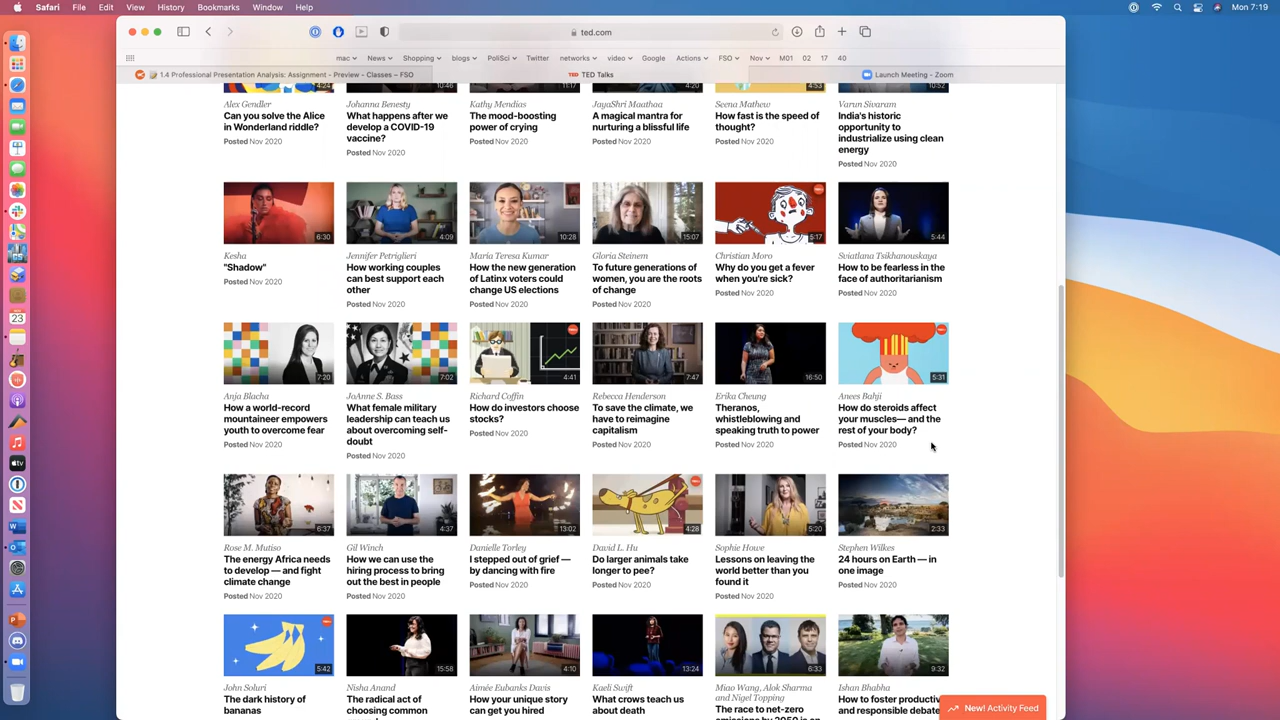 Safari File Edit View History Bookmarks Window Help Mon 7:19
ted.com
mac News Shopping blogs PoliSci Twitter networks video Google Actions FSO Nov M01 02 17 40
1.4 Professional Presentation Analysis: Assignment - Preview - Classes – FSO
TED TED Talks
Launch Meeting - Zoom
4:24
10:46
11:17
4:20
4:53
10:52
Alex Gendler
Can you solve the Alice
in Wonderland riddle?
Posted Nov 2020
Johanna Benesty
What happens after we
develop a COVID-19
vaccine?
Posted Nov 2020
Kathy Mendias
The mood-boosting
power of crying
Posted Nov 2020
JayaShri Maathaa
A magical mantra for
nurturing a blissful life
Posted Nov 2020
Seena Mathew
How fast is the speed of
thought?
Posted Nov 2020
Varun Sivaram
India's historic
opportunity to
industrialize using clean
energy
Posted Nov 2020
6:30
Kesha
"Shadow"
Posted Nov 2020
4:09
Jennifer Petriglieri
How working couples
can best support each
other
Posted Nov 2020
10:28
María Teresa Kumar
How the new generation
of Latinx voters could
change US elections
Posted Nov 2020
15:07
Gloria Steinem
To future generations of
women, you are the roots
of change
Posted Nov 2020
5:17
Christian Moro
Why do you get a fever
when you're sick?
Posted Nov 2020
5:44
Sviatlana Tsikhanouskaya
How to be fearless in the
face of authoritarianism
Posted Nov 2020
7:20
Anja Blacha
How a world-record
mountaineer empowers
youth to overcome fear
Posted Nov 2020
7:02
JoAnne S. Bass
What female military
leadership can teach us
about overcoming self-
doubt
Posted Nov 2020
4:41
Richard Coffin
How do investors choose
stocks?
Posted Nov 2020
7:47
Rebecca Henderson
To save the climate, we
have to reimagine
capitalism
Posted Nov 2020
16:50
Erika Cheung
Theranos,
whistleblowing and
speaking truth to power
Posted Nov 2020
5:31
Anees Bahji
How do steroids affect
your muscles— and the
rest of your body?
Posted Nov 2020
6:37
Rose M. Mutiso
The energy Africa needs
to develop — and fight
climate change
Posted Nov 2020
4:37
Gil Winch
How we can use the
hiring process to bring
out the best in people
Posted Nov 2020
13:02
Danielle Torley
I stepped out of grief —
by dancing with fire
Posted Nov 2020
4:28
David L. Hu
Do larger animals take
longer to pee?
Posted Nov 2020
5:20
Sophie Howe
Lessons on leaving the
world better than you
found it
Posted Nov 2020
2:33
Stephen Wilkes
24 hours on Earth — in
one image
Posted Nov 2020
5:42
John Soluri
The dark history of
bananas
15:58
Nisha Anand
The radical act of
choosing common
4:10
Aimée Eubanks Davis
How your unique story
can get you hired
13:24
Kaeli Swift
What crows teach us
about death
6:33
Miao Wang, Alok Sharma
and Nigel Topping
The race to net-zero
emissions by 2050 is on
9:32
Ishan Bhabha
How to foster productive
and responsible debate
New! Activity Feed
23